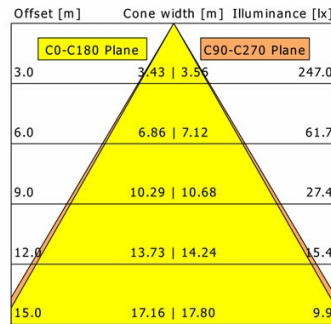 Offset [m] Cone width [m] Illuminance [lx]
C0-C180 Plane C90-C270 Plane
3.0 3.43 | 3.56 247.0
6.0 6.86 | 7.12 61.7
9.0 10.29 | 10.68 27.4
12.0 13.73 | 14.24 15.4
15.0 17.16 | 17.80 9.9